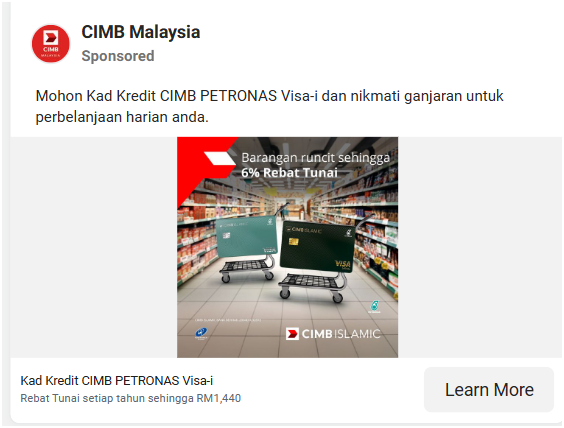 CIMB Malaysia
Sponsored
Mohon Kad Kredit CIMB PETRONAS Visa-i dan nikmati ganjaran untuk
perbelanjaan harian anda.
Barangan runcit sehingga
6% Rebat Tunai
CIMB
MALAYSIA
CIMB ISLAMIC
VISA
CIMB ISLAMIC
Kad Kredit CIMB PETRONAS Visa-i
Rebat Tunai setiap tahun sehingga RM1,440
Learn More